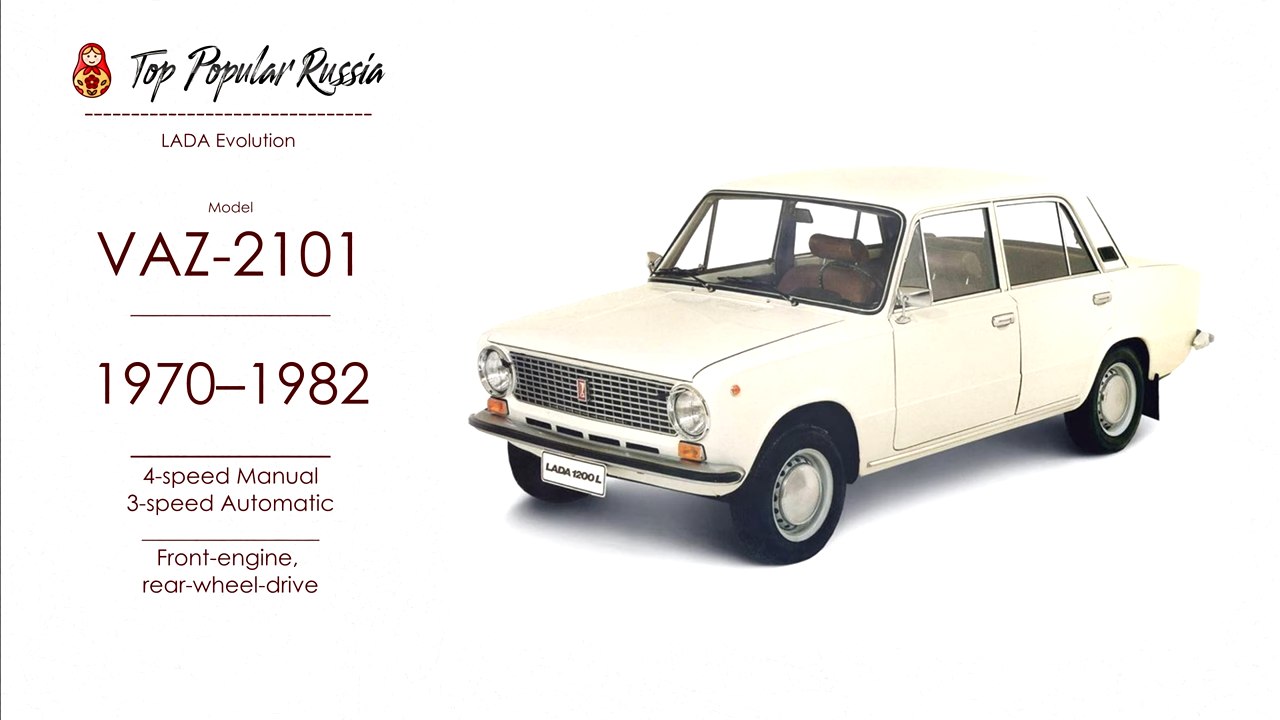 Top Popular Russia
LADA Evolution
Model
VAZ-2101
1970–1982
4-speed Manual
3-speed Automatic
Front-engine,
rear-wheel-drive
LADA 1200 L